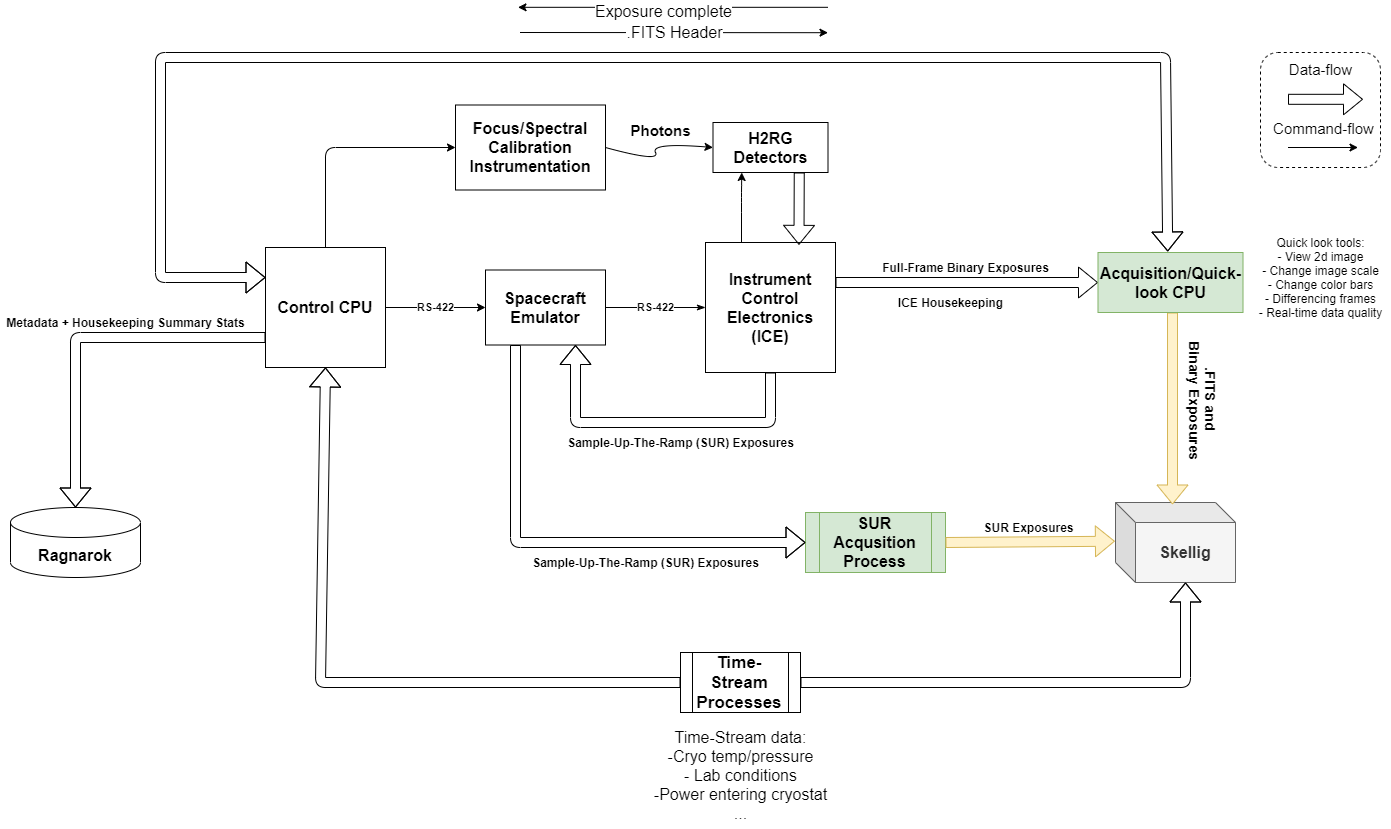 Exposure complete
.FITS Header
Data-flow
Command-flow
Focus/Spectral
Calibration
Instrumentation
Photons
H2RG
Detectors
Control CPU
RS-422
Spacecraft
Emulator
RS-422
Instrument
Control
Electronics
(ICE)
Full-Frame Binary Exposures
ICE Housekeeping
Acquisition/Quick-
look CPU
Quick look tools:
- View 2d image
- Change image scale
- Change color bars
- Differencing frames
- Real-time data quality
Metadata + Housekeeping Summary Stats
.FITS and
Binary Exposures
Sample-Up-The-Ramp (SUR) Exposures
Ragnarok
SUR
Acqusition
Process
SUR Exposures
Skellig
Sample-Up-The-Ramp (SUR) Exposures
Time-
Stream
Processes
Time-Stream data:
-Cryo temp/pressure
- Lab conditions
-Power entering cryostat
...